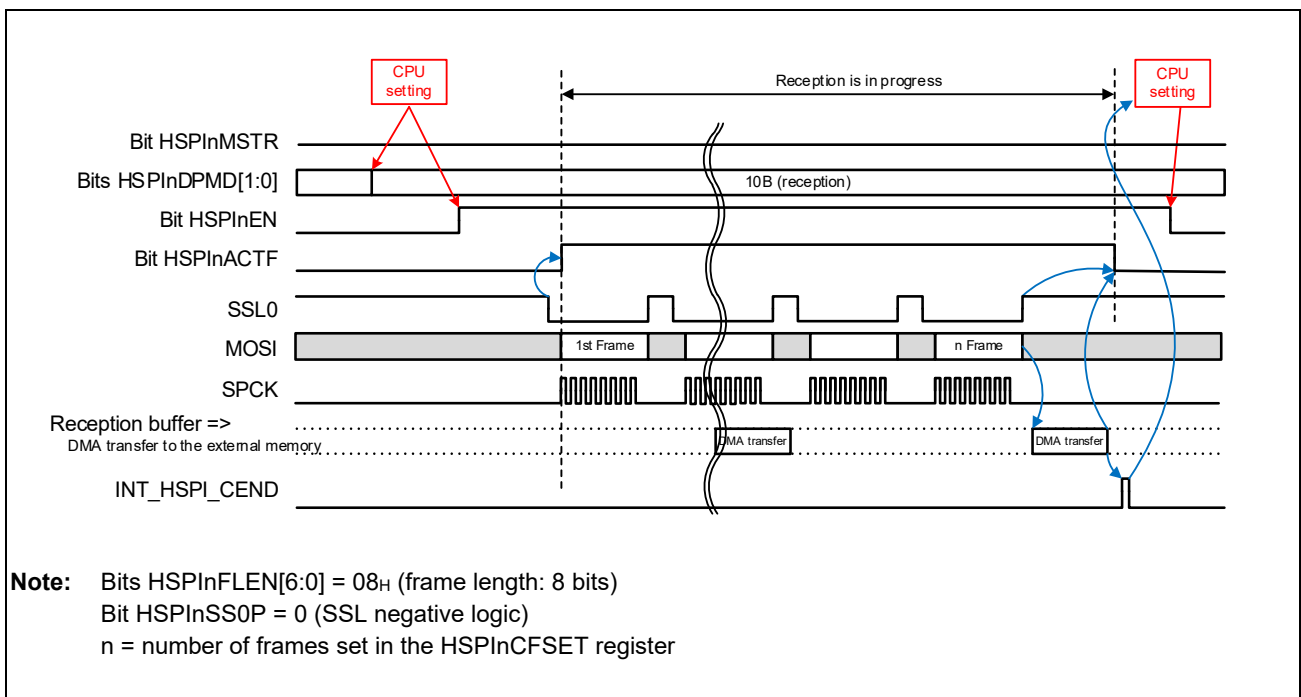 CPU
setting
Reception is in progress
CPU
setting
Bit HSPInMSTR
Bits HSPInDPMD[1:0]
10B (reception)
Bit HSPInEN
Bit HSPInACTF
SSL0
MOSI
1st Frame
n Frame
SPCK
Reception buffer =>
DMA transfer to the external memory
DMA transfer
DMA transfer
INT_HSPI_CEND
Note: Bits HSPInFLEN[6:0] = 08H (frame length: 8 bits)
Bit HSPInSS0P = 0 (SSL negative logic)
n = number of frames set in the HSPInCFSET register